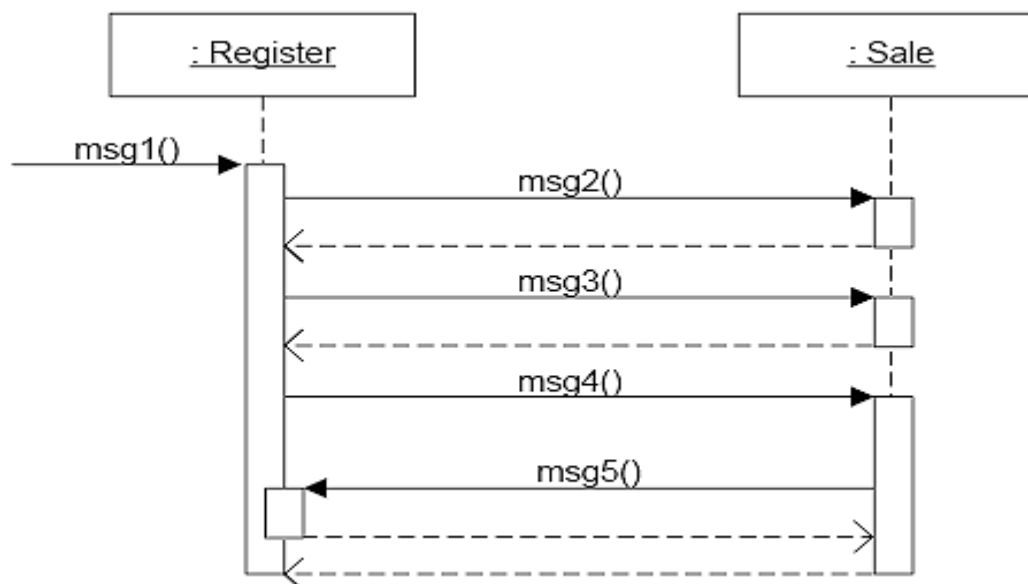 : Register
: Sale
msg1()
msg2()
msg3()
msg4()
msg5()